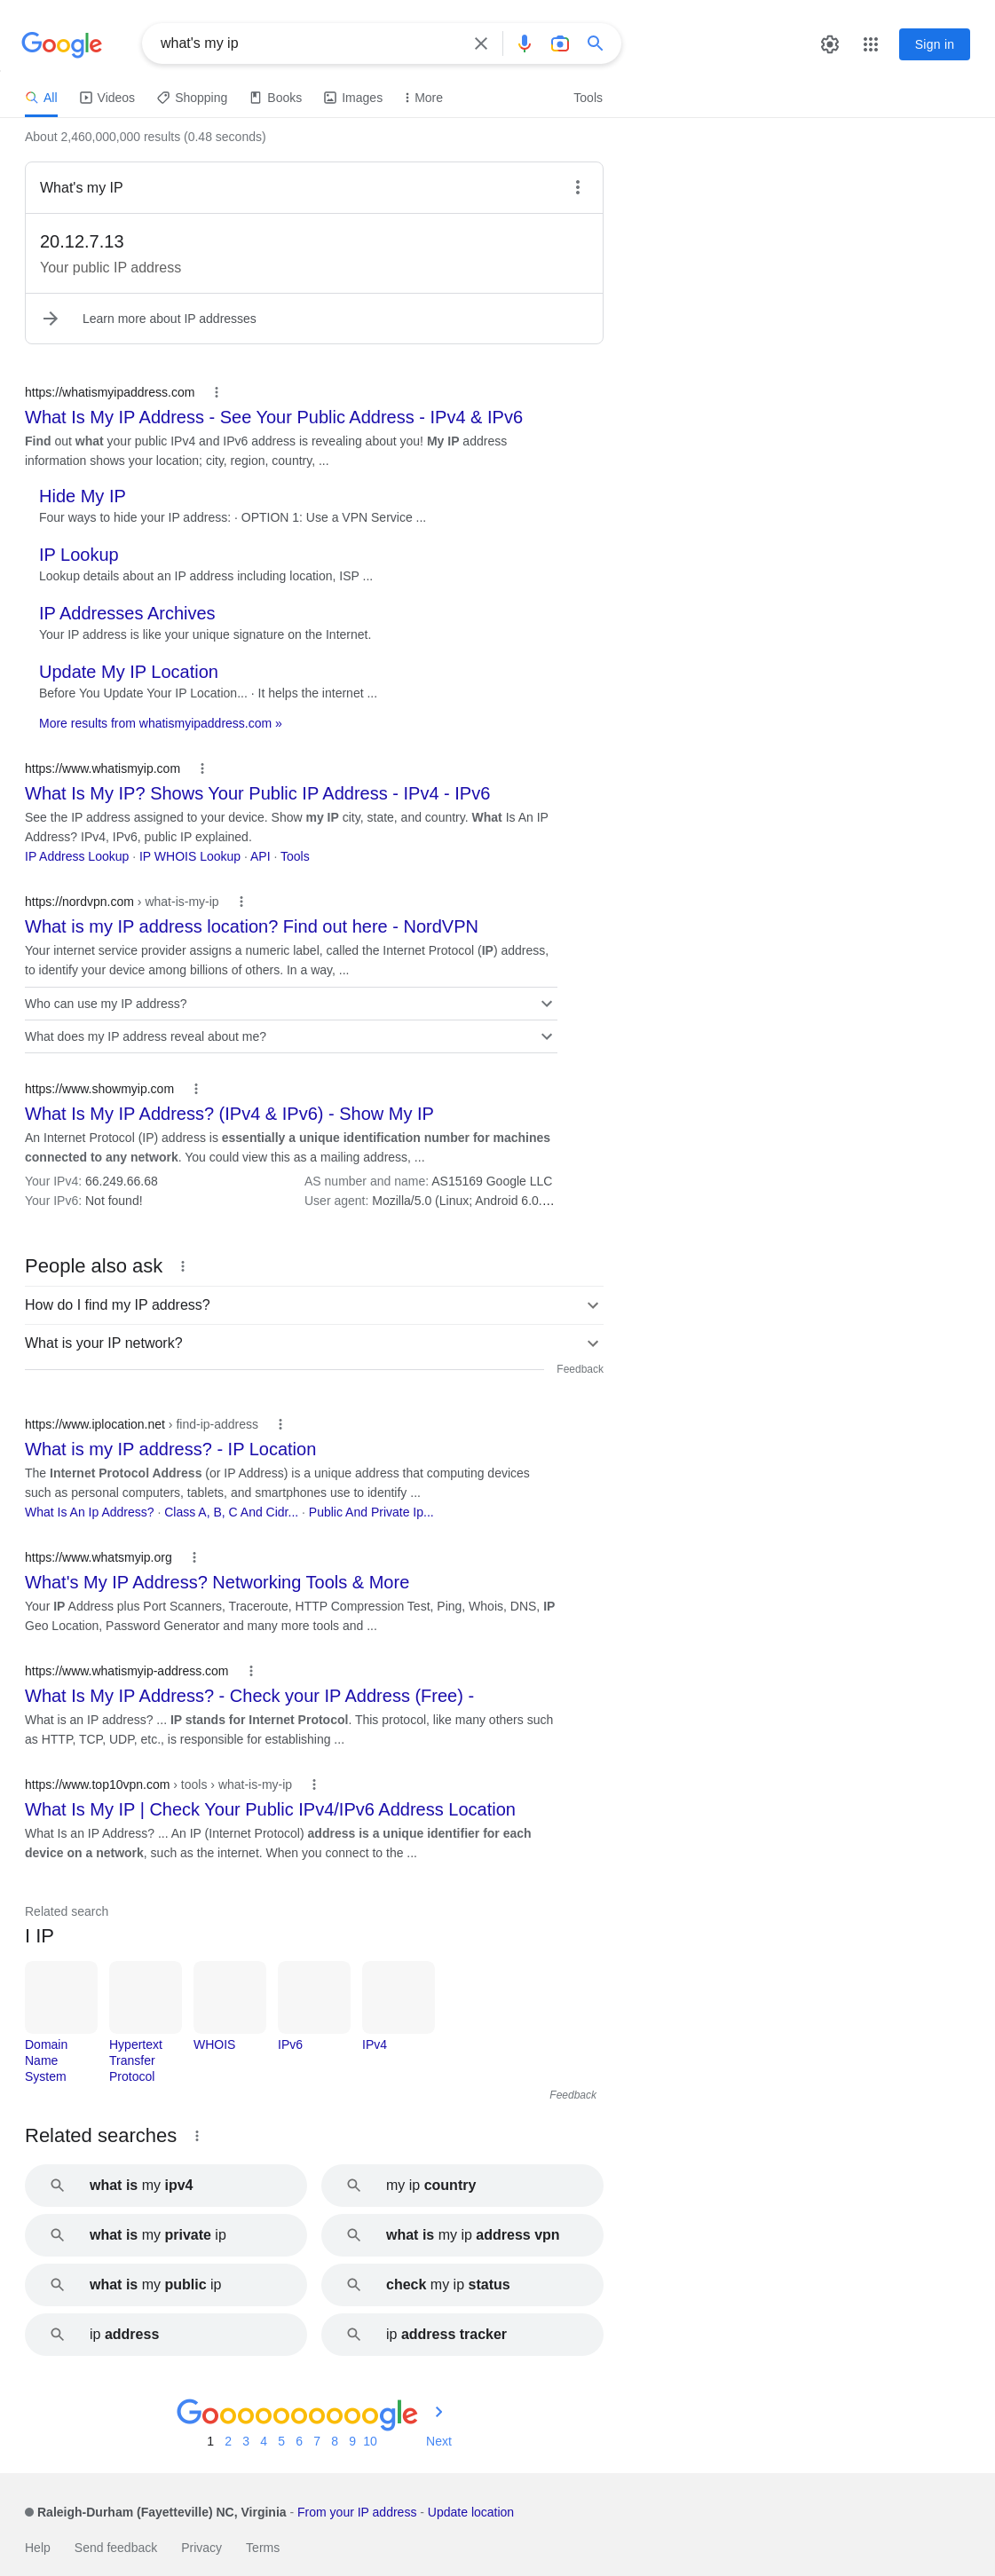 Google
what's my ip
Sign in
All
Videos
Shopping
Books
Images
More
Tools
About 2,460,000,000 results (0.48 seconds)
What's my IP
20.12.7.13
Your public IP address
Learn more about IP addresses
https://whatismyipaddress.com
What Is My IP Address - See Your Public Address - IPv4 & IPv6
Find out what your public IPv4 and IPv6 address is revealing about you! My IP address
information shows your location; city, region, country, ...
Hide My IP
Four ways to hide your IP address: · OPTION 1: Use a VPN Service ...
IP Lookup
Lookup details about an IP address including location, ISP ...
IP Addresses Archives
Your IP address is like your unique signature on the Internet.
Update My IP Location
Before You Update Your IP Location... · It helps the internet ...
More results from whatismyipaddress.com »
https://www.whatismyip.com
What Is My IP? Shows Your Public IP Address - IPv4 - IPv6
See the IP address assigned to your device. Show my IP city, state, and country. What Is An IP
Address? IPv4, IPv6, public IP explained.
IP Address Lookup · IP WHOIS Lookup · API · Tools
https://nordvpn.com › what-is-my-ip
What is my IP address location? Find out here - NordVPN
Your internet service provider assigns a numeric label, called the Internet Protocol (IP) address,
to identify your device among billions of others. In a way, ...
Who can use my IP address?
What does my IP address reveal about me?
https://www.showmyip.com
What Is My IP Address? (IPv4 & IPv6) - Show My IP
An Internet Protocol (IP) address is essentially a unique identification number for machines
connected to any network. You could view this as a mailing address, ...
Your IPv4: 66.249.66.68
AS number and name: AS15169 Google LLC
Your IPv6: Not found!
User agent: Mozilla/5.0 (Linux; Android 6.0....
People also ask
How do I find my IP address?
What is your IP network?
Feedback
https://www.iplocation.net › find-ip-address
What is my IP address? - IP Location
The Internet Protocol Address (or IP Address) is a unique address that computing devices
such as personal computers, tablets, and smartphones use to identify ...
What Is An Ip Address? · Class A, B, C And Cidr... · Public And Private Ip...
https://www.whatsmyip.org
What's My IP Address? Networking Tools & More
Your IP Address plus Port Scanners, Traceroute, HTTP Compression Test, Ping, Whois, DNS, IP
Geo Location, Password Generator and many more tools and ...
https://www.whatismyip-address.com
What Is My IP Address? - Check your IP Address (Free) -
What is an IP address? ... IP stands for Internet Protocol. This protocol, like many others such
as HTTP, TCP, UDP, etc., is responsible for establishing ...
https://www.top10vpn.com › tools › what-is-my-ip
What Is My IP | Check Your Public IPv4/IPv6 Address Location
What Is an IP Address? ... An IP (Internet Protocol) address is a unique identifier for each
device on a network, such as the internet. When you connect to the ...
Related search
I IP
Domain
Name
System
Hypertext
Transfer
Protocol
WHOIS
IPv6
IPv4
Feedback
Related searches
what is my ipv4
my ip country
what is my private ip
what is my ip address vpn
what is my public ip
check my ip status
ip address
ip address tracker
Goooooooooogle
1 2 3 4 5 6 7 8 9 10 Next
Raleigh-Durham (Fayetteville) NC, Virginia - From your IP address - Update location
Help Send feedback Privacy Terms